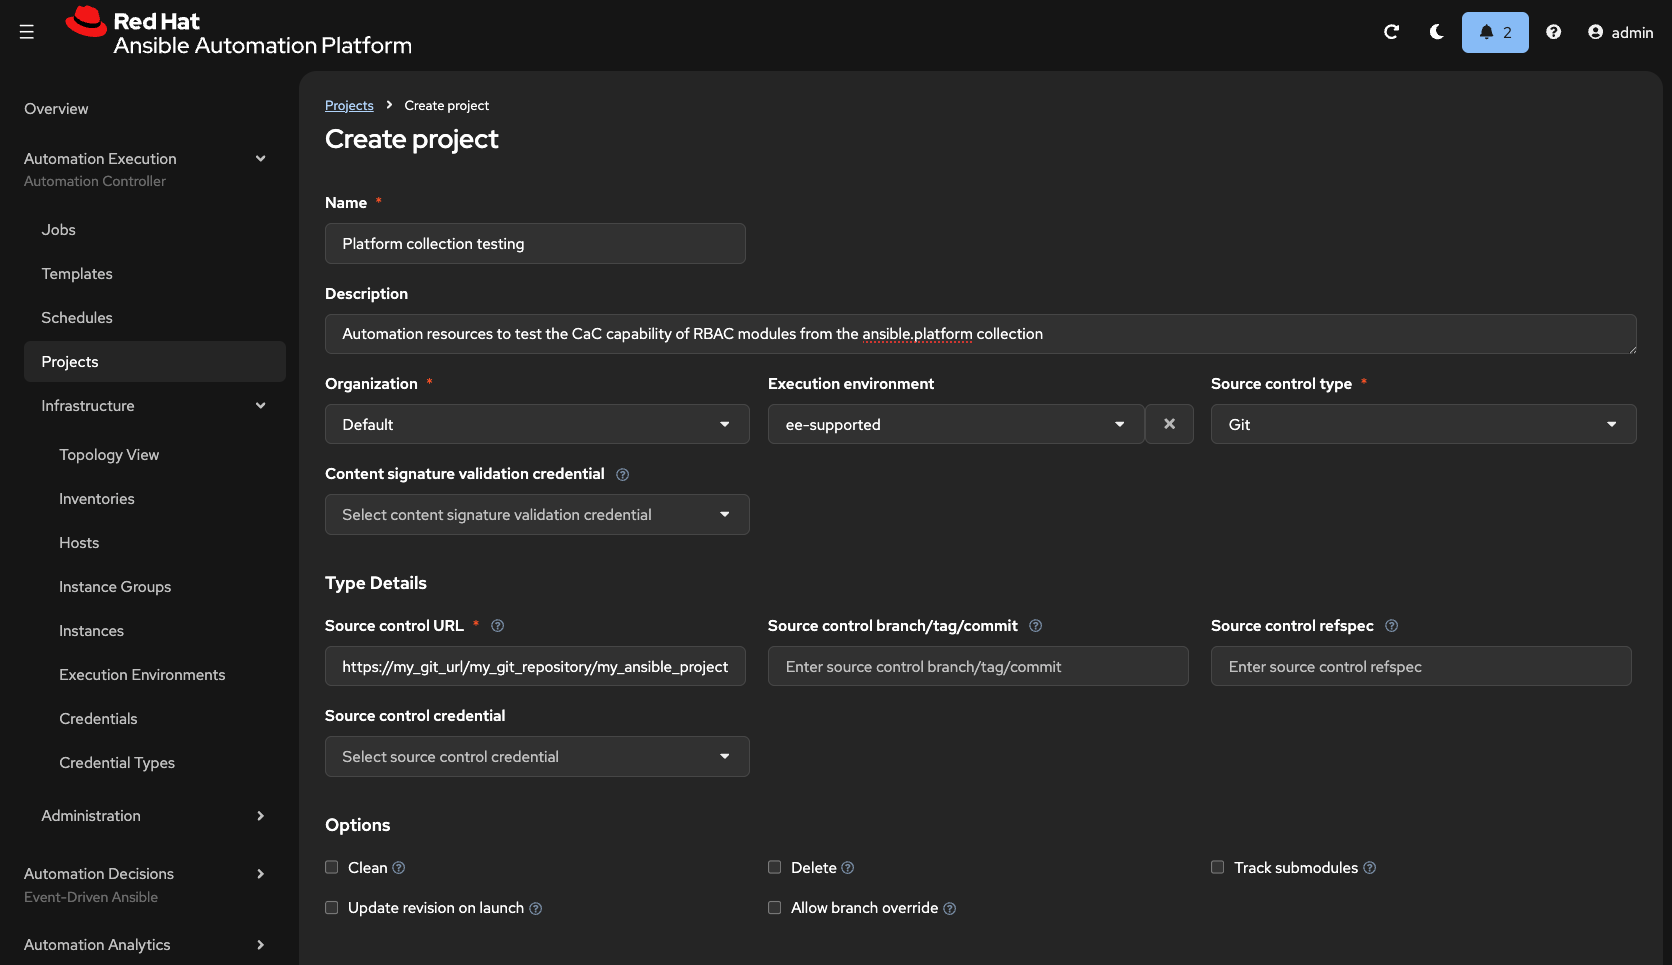 Red Hat
Ansible Automation Platform
2
admin
Overview
Automation Execution
Automation Controller
Jobs
Templates
Schedules
Projects
Infrastructure
Topology View
Inventories
Hosts
Instance Groups
Instances
Execution Environments
Credentials
Credential Types
Administration
Automation Decisions
Event-Driven Ansible
Automation Analytics
Projects > Create project
Create project
Name *
Platform collection testing
Description
Automation resources to test the CaC capability of RBAC modules from the ansible.platform collection
Organization * Execution environment Source control type *
Default ee-supported Git
Content signature validation credential
Select content signature validation credential
Type Details
Source control URL * Source control branch/tag/commit Source control refspec
https://my_git_url/my_git_repository/my_ansible_project Enter source control branch/tag/commit Enter source control refspec
Source control credential
Select source control credential
Options
Clean Delete Track submodules
Update revision on launch Allow branch override